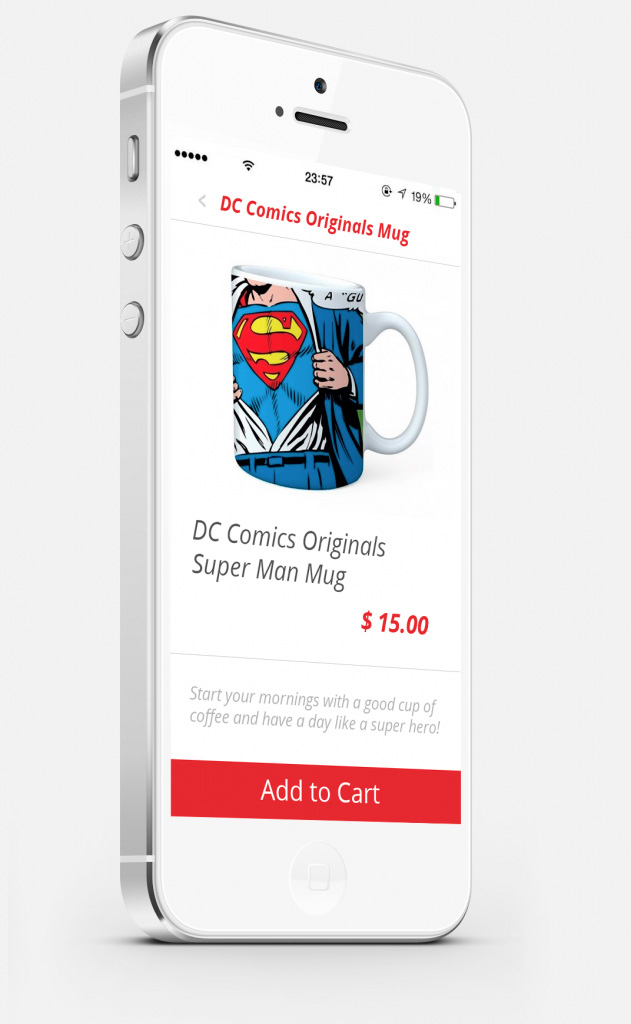 23:57
19%
DC Comics Originals Mug
A "GU
DC Comics Originals
Super Man Mug
$ 15.00
Start your mornings with a good cup of
coffee and have a day like a super hero!
Add to Cart